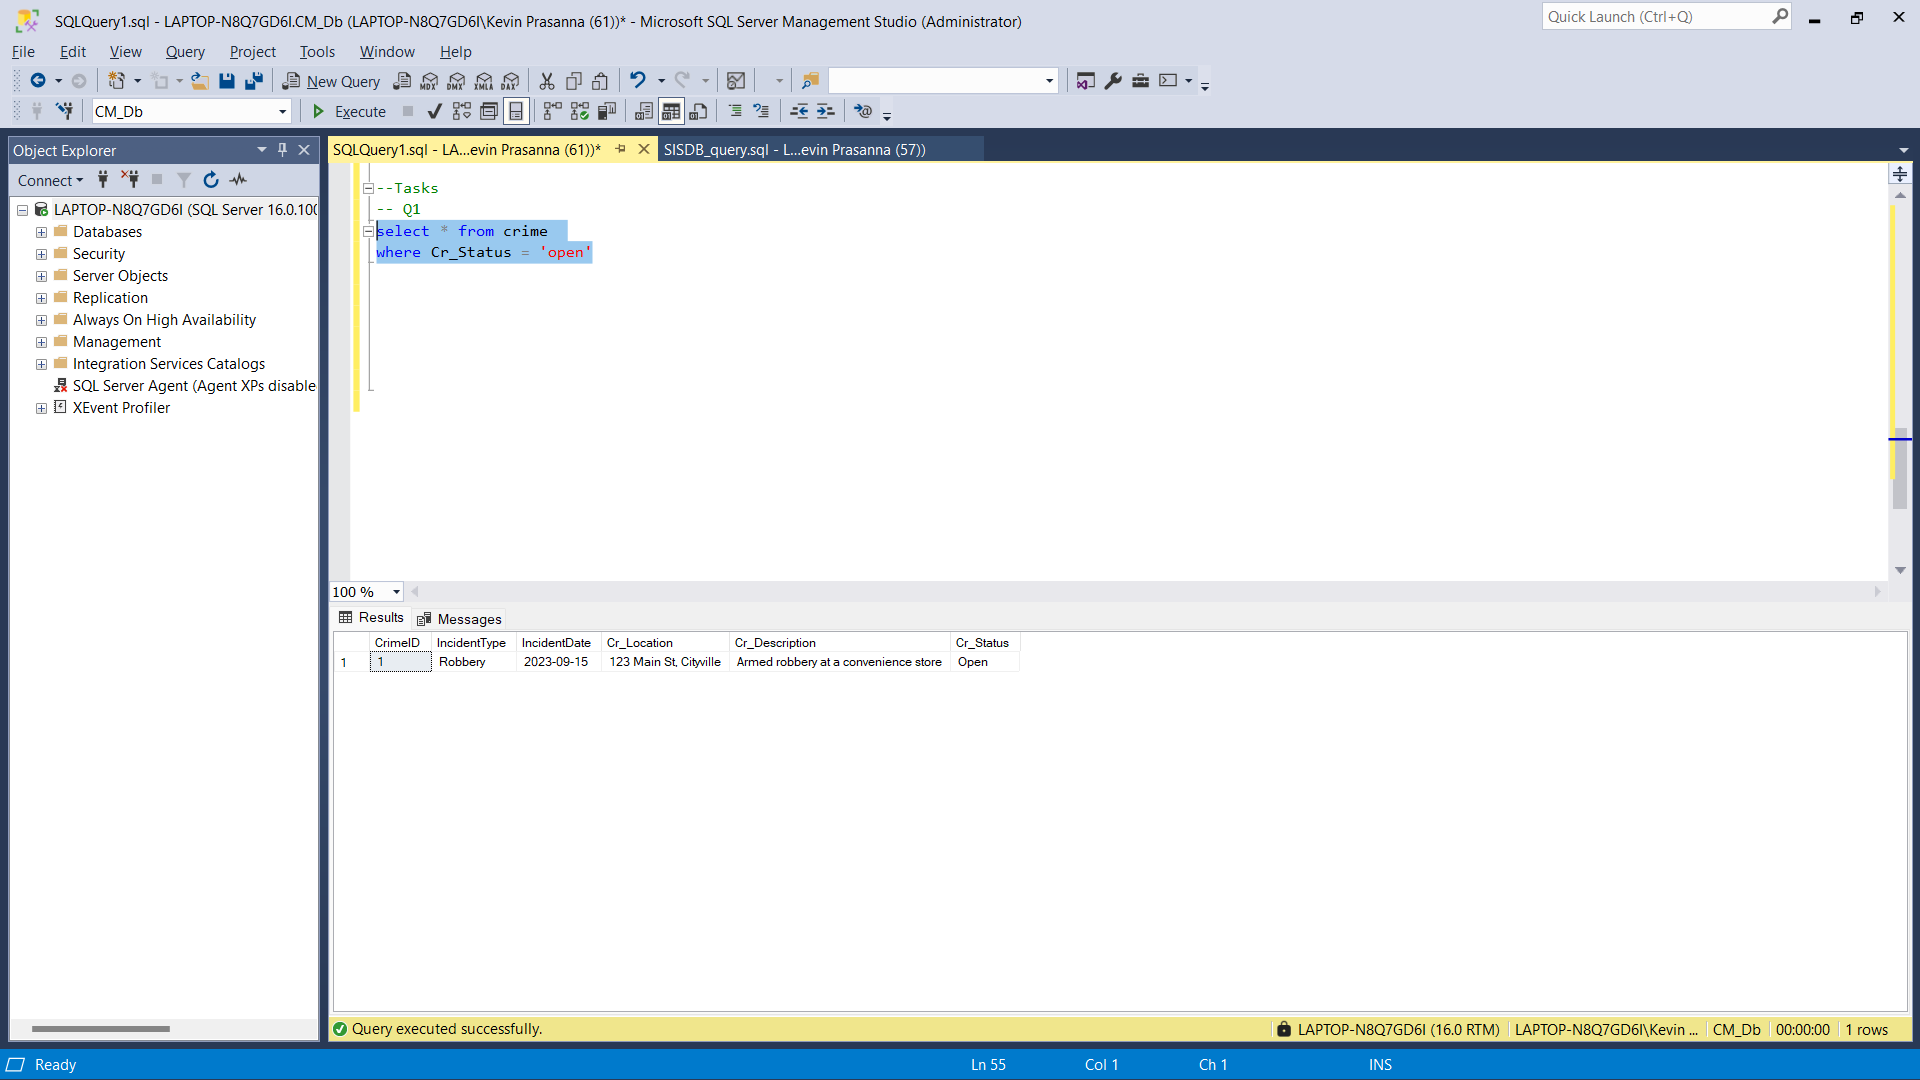 SQLQuery1.sql - LAPTOP-N8Q7GD6I.CM_Db (LAPTOP-N8Q7GD6I\Kevin Prasanna (61))* - Microsoft SQL Server Management Studio (Administrator)
Quick Launch (Ctrl+Q)
File Edit View Query Project Tools Window Help
New Query MDX DMX XMLA DAX
CM_Db Execute
Object Explorer
SQLQuery1.sql - LA...evin Prasanna (61))* SISDB_query.sql - L...evin Prasanna (57))
Connect
LAPTOP-N8Q7GD6I (SQL Server 16.0.100
Databases
Security
Server Objects
Replication
Always On High Availability
Management
Integration Services Catalogs
SQL Server Agent (Agent XPs disable
XEvent Profiler
--Tasks
-- Q1
select * from crime
where Cr_Status = 'open'
100 %
Results Messages
CrimeID IncidentType IncidentDate Cr_Location Cr_Description Cr_Status
1 1 Robbery 2023-09-15 123 Main St, Cityville Armed robbery at a convenience store Open
Query executed successfully. LAPTOP-N8Q7GD6I (16.0 RTM) LAPTOP-N8Q7GD6I\Kevin ... CM_Db 00:00:00 1 rows
Ready Ln 55 Col 1 Ch 1 INS